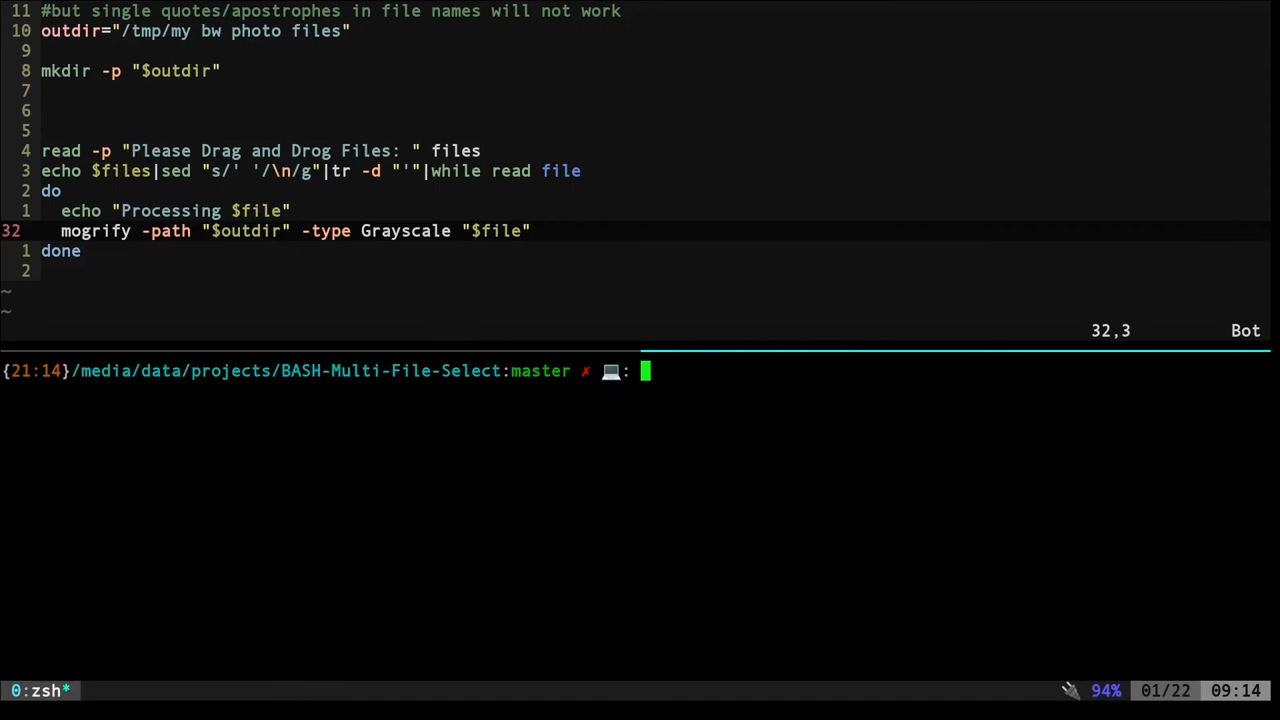 11 #but single quotes/apostrophes in file names will not work
10 outdir="/tmp/my bw photo files"
9
8 mkdir -p "$outdir"
7
6
5
4 read -p "Please Drag and Drog Files: " files
3 echo $files|sed "s/' '/\n/g"|tr -d "'"|while read file
2 do
1 echo "Processing $file"
32 mogrify -path "$outdir" -type Grayscale "$file"
1 done
2
~
~
32,3 Bot
{21:14}/media/data/projects/BASH-Multi-File-Select:master ✗ 💻:
0:zsh* 94% 01/22 09:14